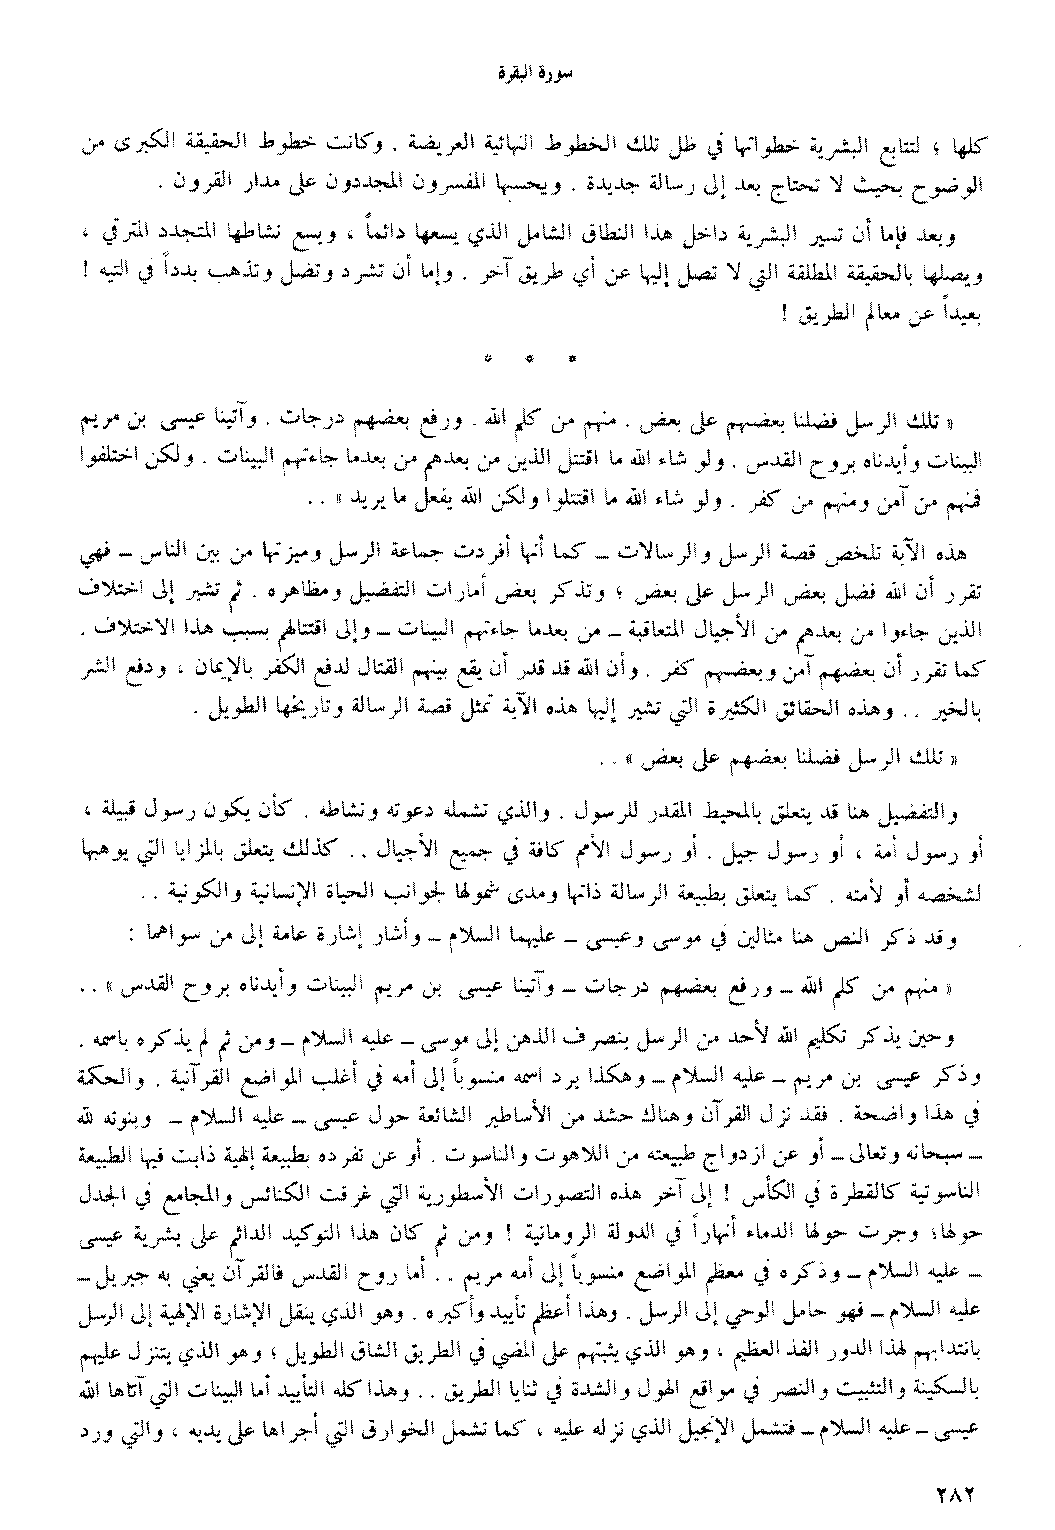 سورة البقرة
كلها ؛ لتتابع البشرية خطواتها في ظل تلك الخطوط النهائية العريضة . وكانت خطوط الحقيقة الكبرى من
الوضوح بحيث لا تحتاج بعد إلى رسالة جديدة . ويحسبها المفسرون المجددون على مدار القرون .
وبعد فإما أن تسير البشرية داخل هذا النطاق الشامل الذي يسعها دائماً ، ويسع نشاطها المتجدد المترقي ،
ويصلها بالحقيقة المطلقة التي لا تصل إليها عن أي طريق آخر . وإما أن تشرد وتضل وتذهب بدداً في التيه !
بعيداً عن معالم الطريق !
* * *
« تلك الرسل فضلنا بعضهم على بعض . منهم من كلم الله . ورفع بعضهم درجات . وآتينا عيسى بن مريم
البينات وأيدناه بروح القدس . ولو شاء الله ما اقتتل الذين من بعدهم من بعدما جاءتهم البينات . ولكن اختلفوا
فمنهم من آمن ومنهم من كفر . ولو شاء الله ما اقتتلوا ولكن الله يفعل ما يريد » . .
هذه الآية تلخص قصة الرسل والرسالات – كما أنها أفردت جماعة الرسل وميزتها من بين الناس – فهي
تقرر أن الله فضل بعض الرسل على بعض ؛ وتذكر بعض أمارات التفضيل ومظاهره . ثم تشير إلى اختلاف
الذين جاءوا من بعدهم من الأجيال المتعاقبة – من بعدما جاءتهم البينات – وإلى اقتتالهم بسبب هذا الاختلاف .
كما تقرر أن بعضهم آمن وبعضهم كفر . وأن الله قد قدر أن يقع بينهم القتال لدفع الكفر بالإيمان ، ودفع الشر
بالخير . . وهذه الحقائق الكثيرة التي تشير إليها هذه الآية تمثل قصة الرسالة وتاريخها الطويل .
« تلك الرسل فضلنا بعضهم على بعض » . .
والتفضيل هنا قد يتعلق بالمحيط المقدر للرسول . والذي تشمله دعوته ونشاطه . كأن يكون رسول قبيلة ،
أو رسول أمة ، أو رسول جيل . أو رسول الأمم كافة في جميع الأجيال . . كذلك يتعلق بالمزايا التي يوهبها
لشخصه أو لأمته . كما يتعلق بطبيعة الرسالة ذاتها ومدى شمولها لجوانب الحياة الإنسانية والكونية . .
وقد ذكر النص هنا مثالين في موسى وعيسى – عليهما السلام – وأشار إشارة عامة إلى من سواهما :
« منهم من كلم الله – ورفع بعضهم درجات – وآتينا عيسى بن مريم البينات وأيدناه بروح القدس » . .
وحين يذكر تكليم الله لأحد من الرسل ينصرف الذهن إلى موسى – عليه السلام – ومن ثم لم يذكره باسمه .
وذكر عيسى بن مريم – عليه السلام – وهكذا يرد اسمه منسوباً إلى أمه في أغلب المواضع القرآنية . والحكمة
في هذا واضحة . فقد نزل القرآن وهناك حشد من الأساطير الشائعة حول عيسى – عليه السلام – وبنوته لله
– سبحانه وتعالى – أو عن ازدواج طبيعته من اللاهوت والناسوت . أو عن تفرده بطبيعة إلهية ذابت فيها الطبيعة
الناسوتية كالقطرة في الكأس ! إلى آخر هذه التصورات الأسطورية التي غرقت الكنائس والمجامع في الجدل
حولها؛ وجرت حولها الدماء أنهاراً في الدولة الرومانية ! ومن ثم كان هذا التوكيد الدائم على بشرية عيسى
– عليه السلام – وذكره في معظم المواضع منسوباً إلى أمه مريم . . أما روح القدس فالقرآن يعني به جبريل –
عليه السلام – فهو حامل الوحي إلى الرسل . وهذا أعظم تأييد وأكبره . وهو الذي ينقل الإشارة الإلهية إلى الرسل
بانتدابهم لهذا الدور الفذ العظيم ، وهو الذي يثبتهم على المضي في الطريق الشاق الطويل ؛ وهو الذي يتنزل عليهم
بالسكينة والتثبيت والنصر في مواقع الهول والشدة في ثنايا الطريق . . وهذا كله التأييد أما البينات التي آتاها الله
عيسى – عليه السلام – فتشمل الإنجيل الذي نزله عليه ، كما تشمل الخوارق التي أجراها على يديه ، والتي ورد
٢٨٢